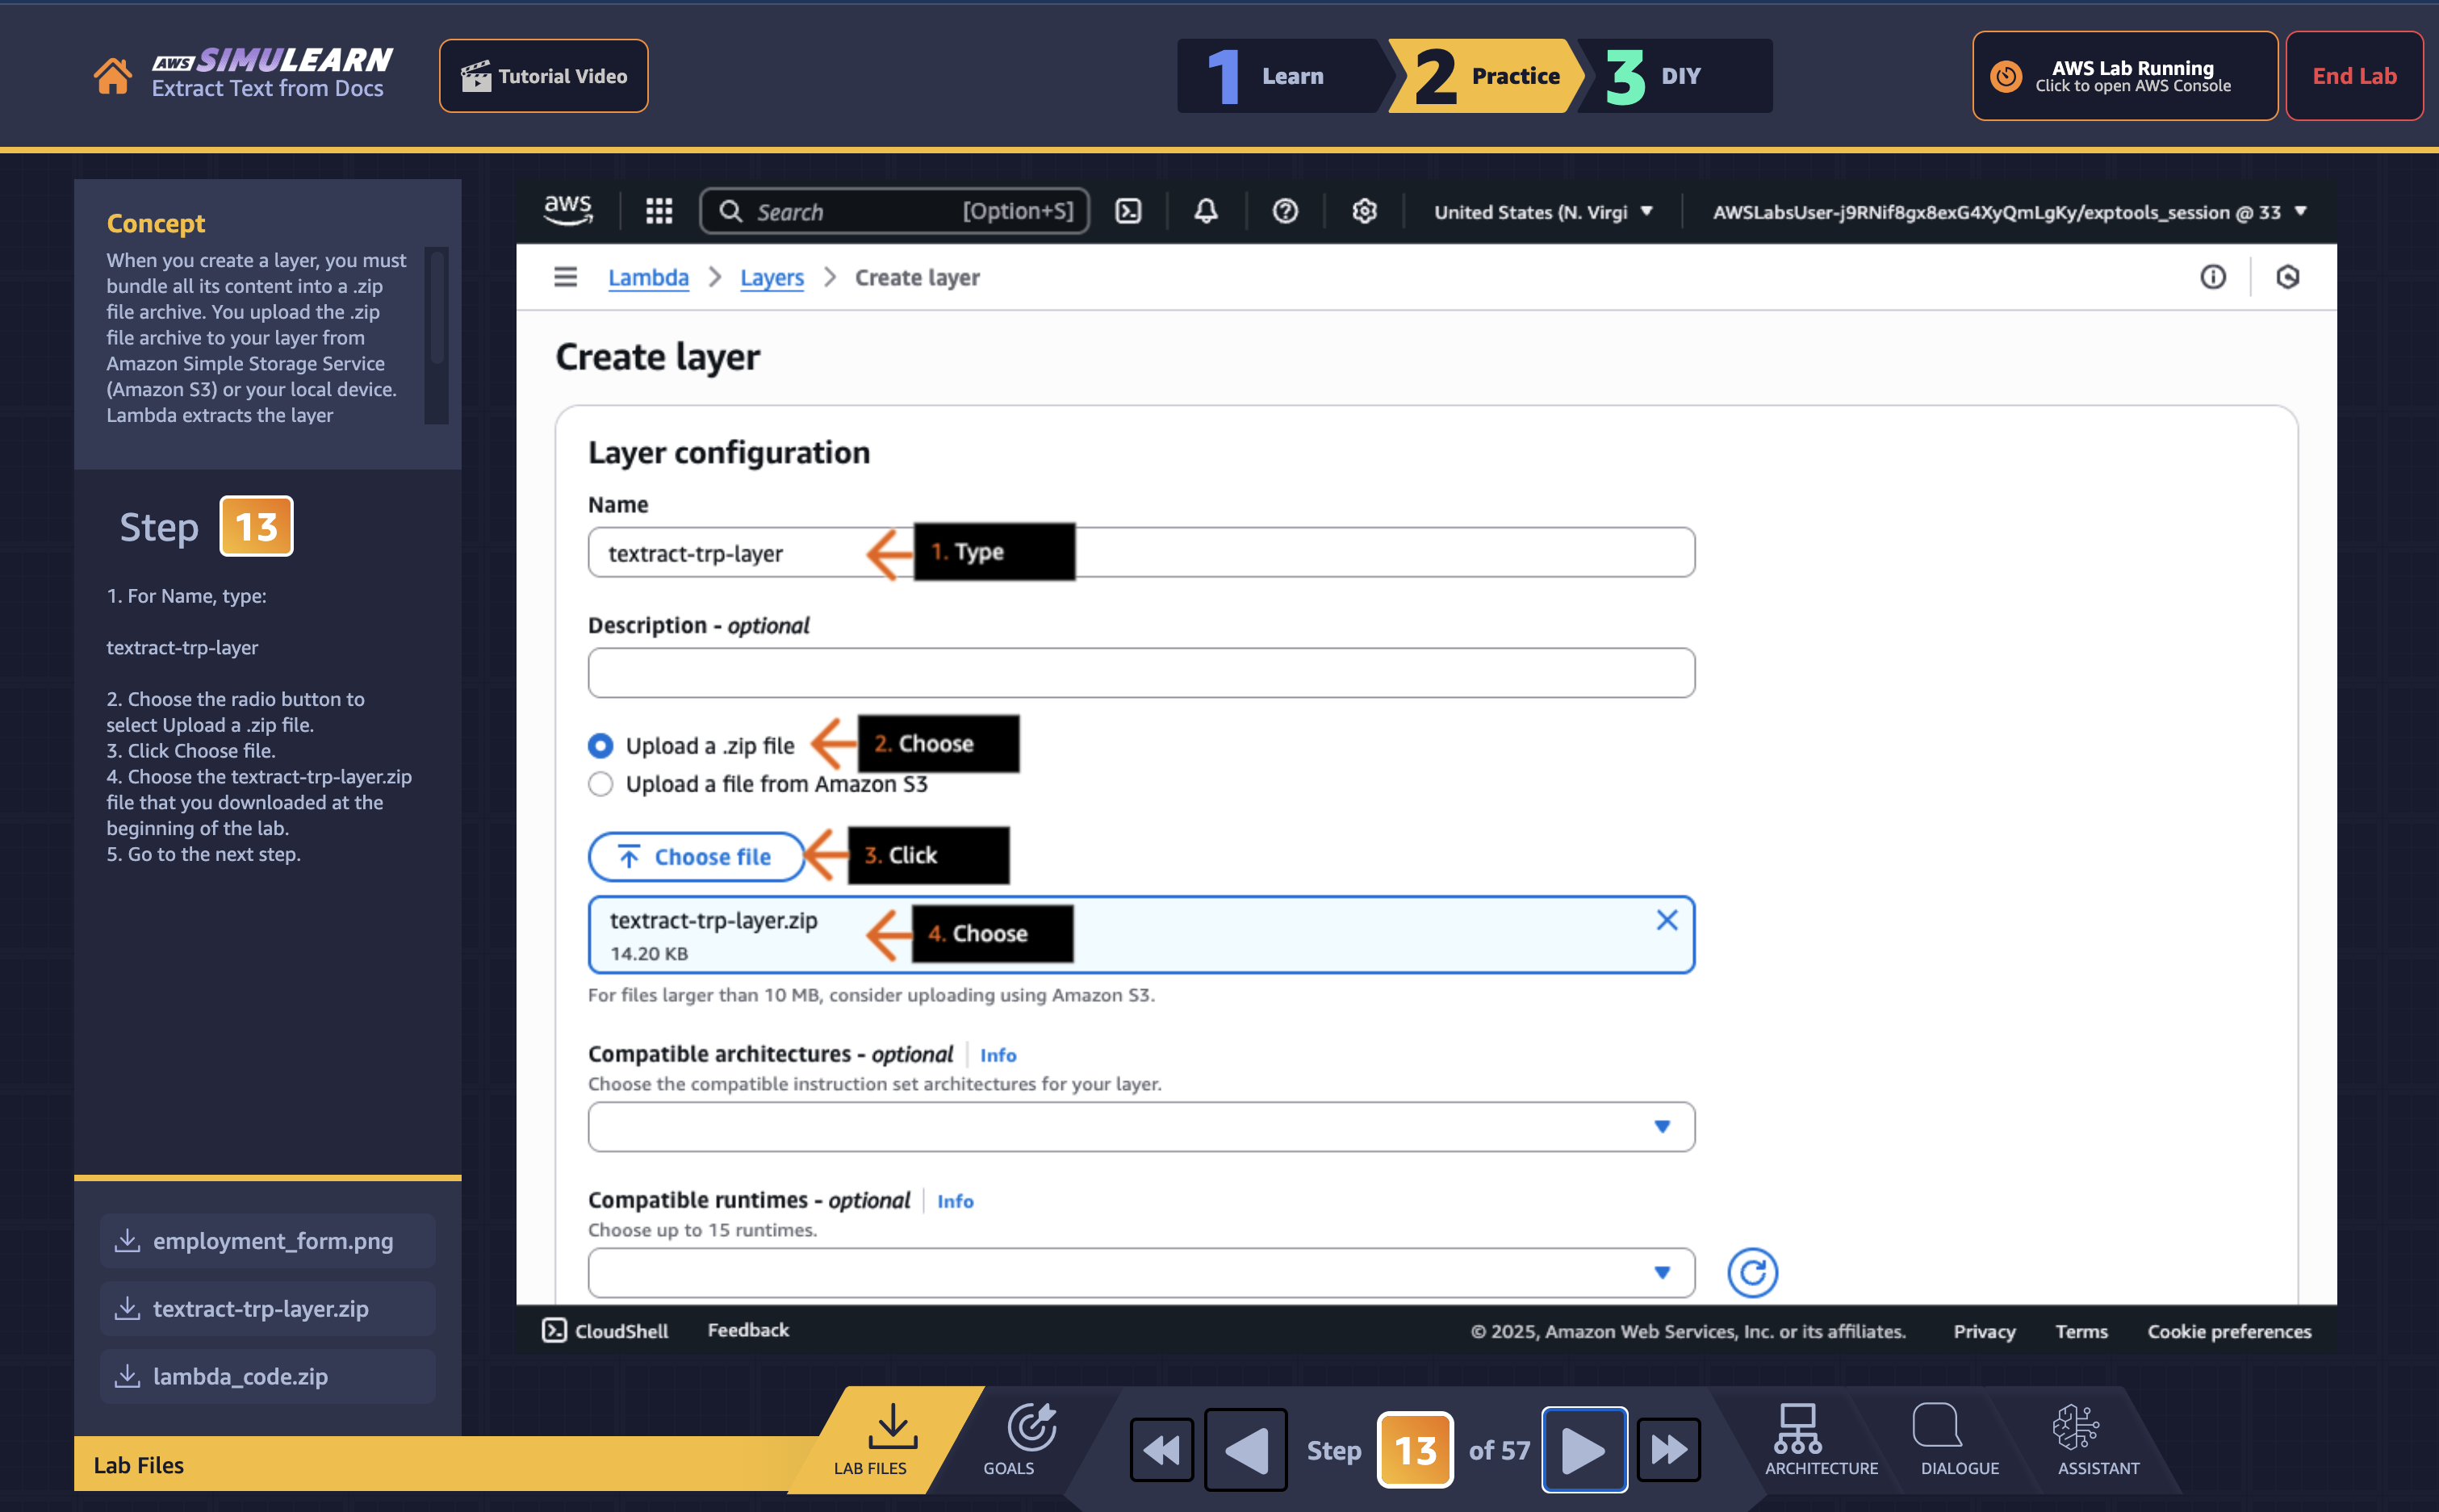 aws SIMULEARN
Extract Text from Docs
Tutorial Video
1 Learn
2 Practice
3 DIY
AWS Lab Running
Click to open AWS Console
End Lab
Concept
When you create a layer, you must
bundle all its content into a .zip
file archive. You upload the .zip
file archive to your layer from
Amazon Simple Storage Service
(Amazon S3) or your local device.
Lambda extracts the layer
Step 13
1. For Name, type:
textract-trp-layer
2. Choose the radio button to
select Upload a .zip file.
3. Click Choose file.
4. Choose the textract-trp-layer.zip
file that you downloaded at the
beginning of the lab.
5. Go to the next step.
employment_form.png
textract-trp-layer.zip
lambda_code.zip
Lab Files
aws
Search [Option+S]
United States (N. Virgi
AWSLabsUser-j9RNif8gx8exG4XyQmLgKy/exptools_session @ 33
Lambda > Layers > Create layer
Create layer
Layer configuration
Name
textract-trp-layer
1. Type
Description - optional
Upload a .zip file
2. Choose
Upload a file from Amazon S3
Choose file
3. Click
textract-trp-layer.zip
14.20 KB
4. Choose
For files larger than 10 MB, consider uploading using Amazon S3.
Compatible architectures - optional Info
Choose the compatible instruction set architectures for your layer.
Compatible runtimes - optional Info
Choose up to 15 runtimes.
CloudShell Feedback
© 2025, Amazon Web Services, Inc. or its affiliates. Privacy Terms Cookie preferences
LAB FILES
GOALS
Step 13 of 57
ARCHITECTURE
DIALOGUE
ASSISTANT